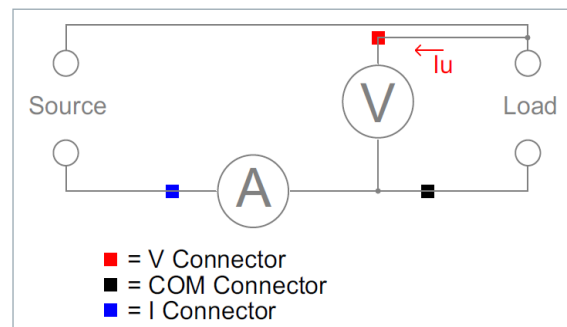 Iu
Source
V
Load
A
= V Connector
= COM Connector
= I Connector